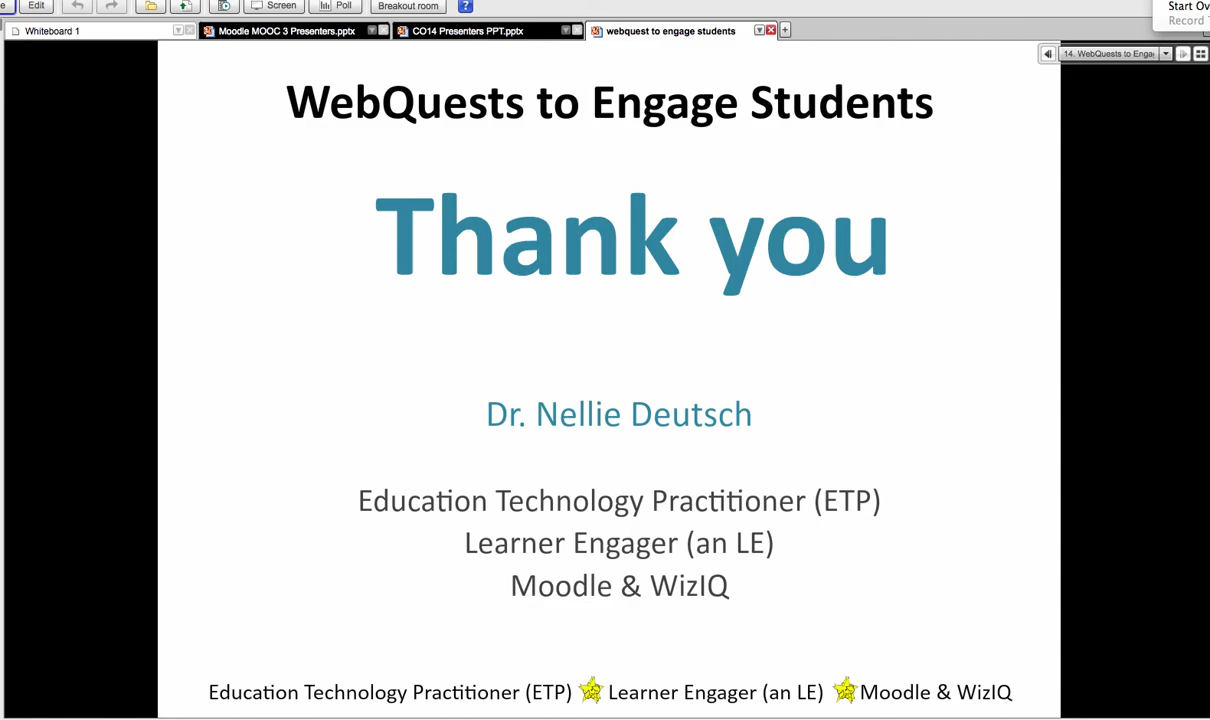 Edit
Screen
Poll
Breakout room
?
Start Ov
Record
Whiteboard 1
Moodle MOOC 3 Presenters.pptx
CO14 Presenters PPT.pptx
webquest to engage students
14. WebQuests to Enga
WebQuests to Engage Students
Thank you
Dr. Nellie Deutsch
Education Technology Practitioner (ETP)
Learner Engager (an LE)
Moodle & WizIQ
Education Technology Practitioner (ETP) Learner Engager (an LE) Moodle & WizIQ